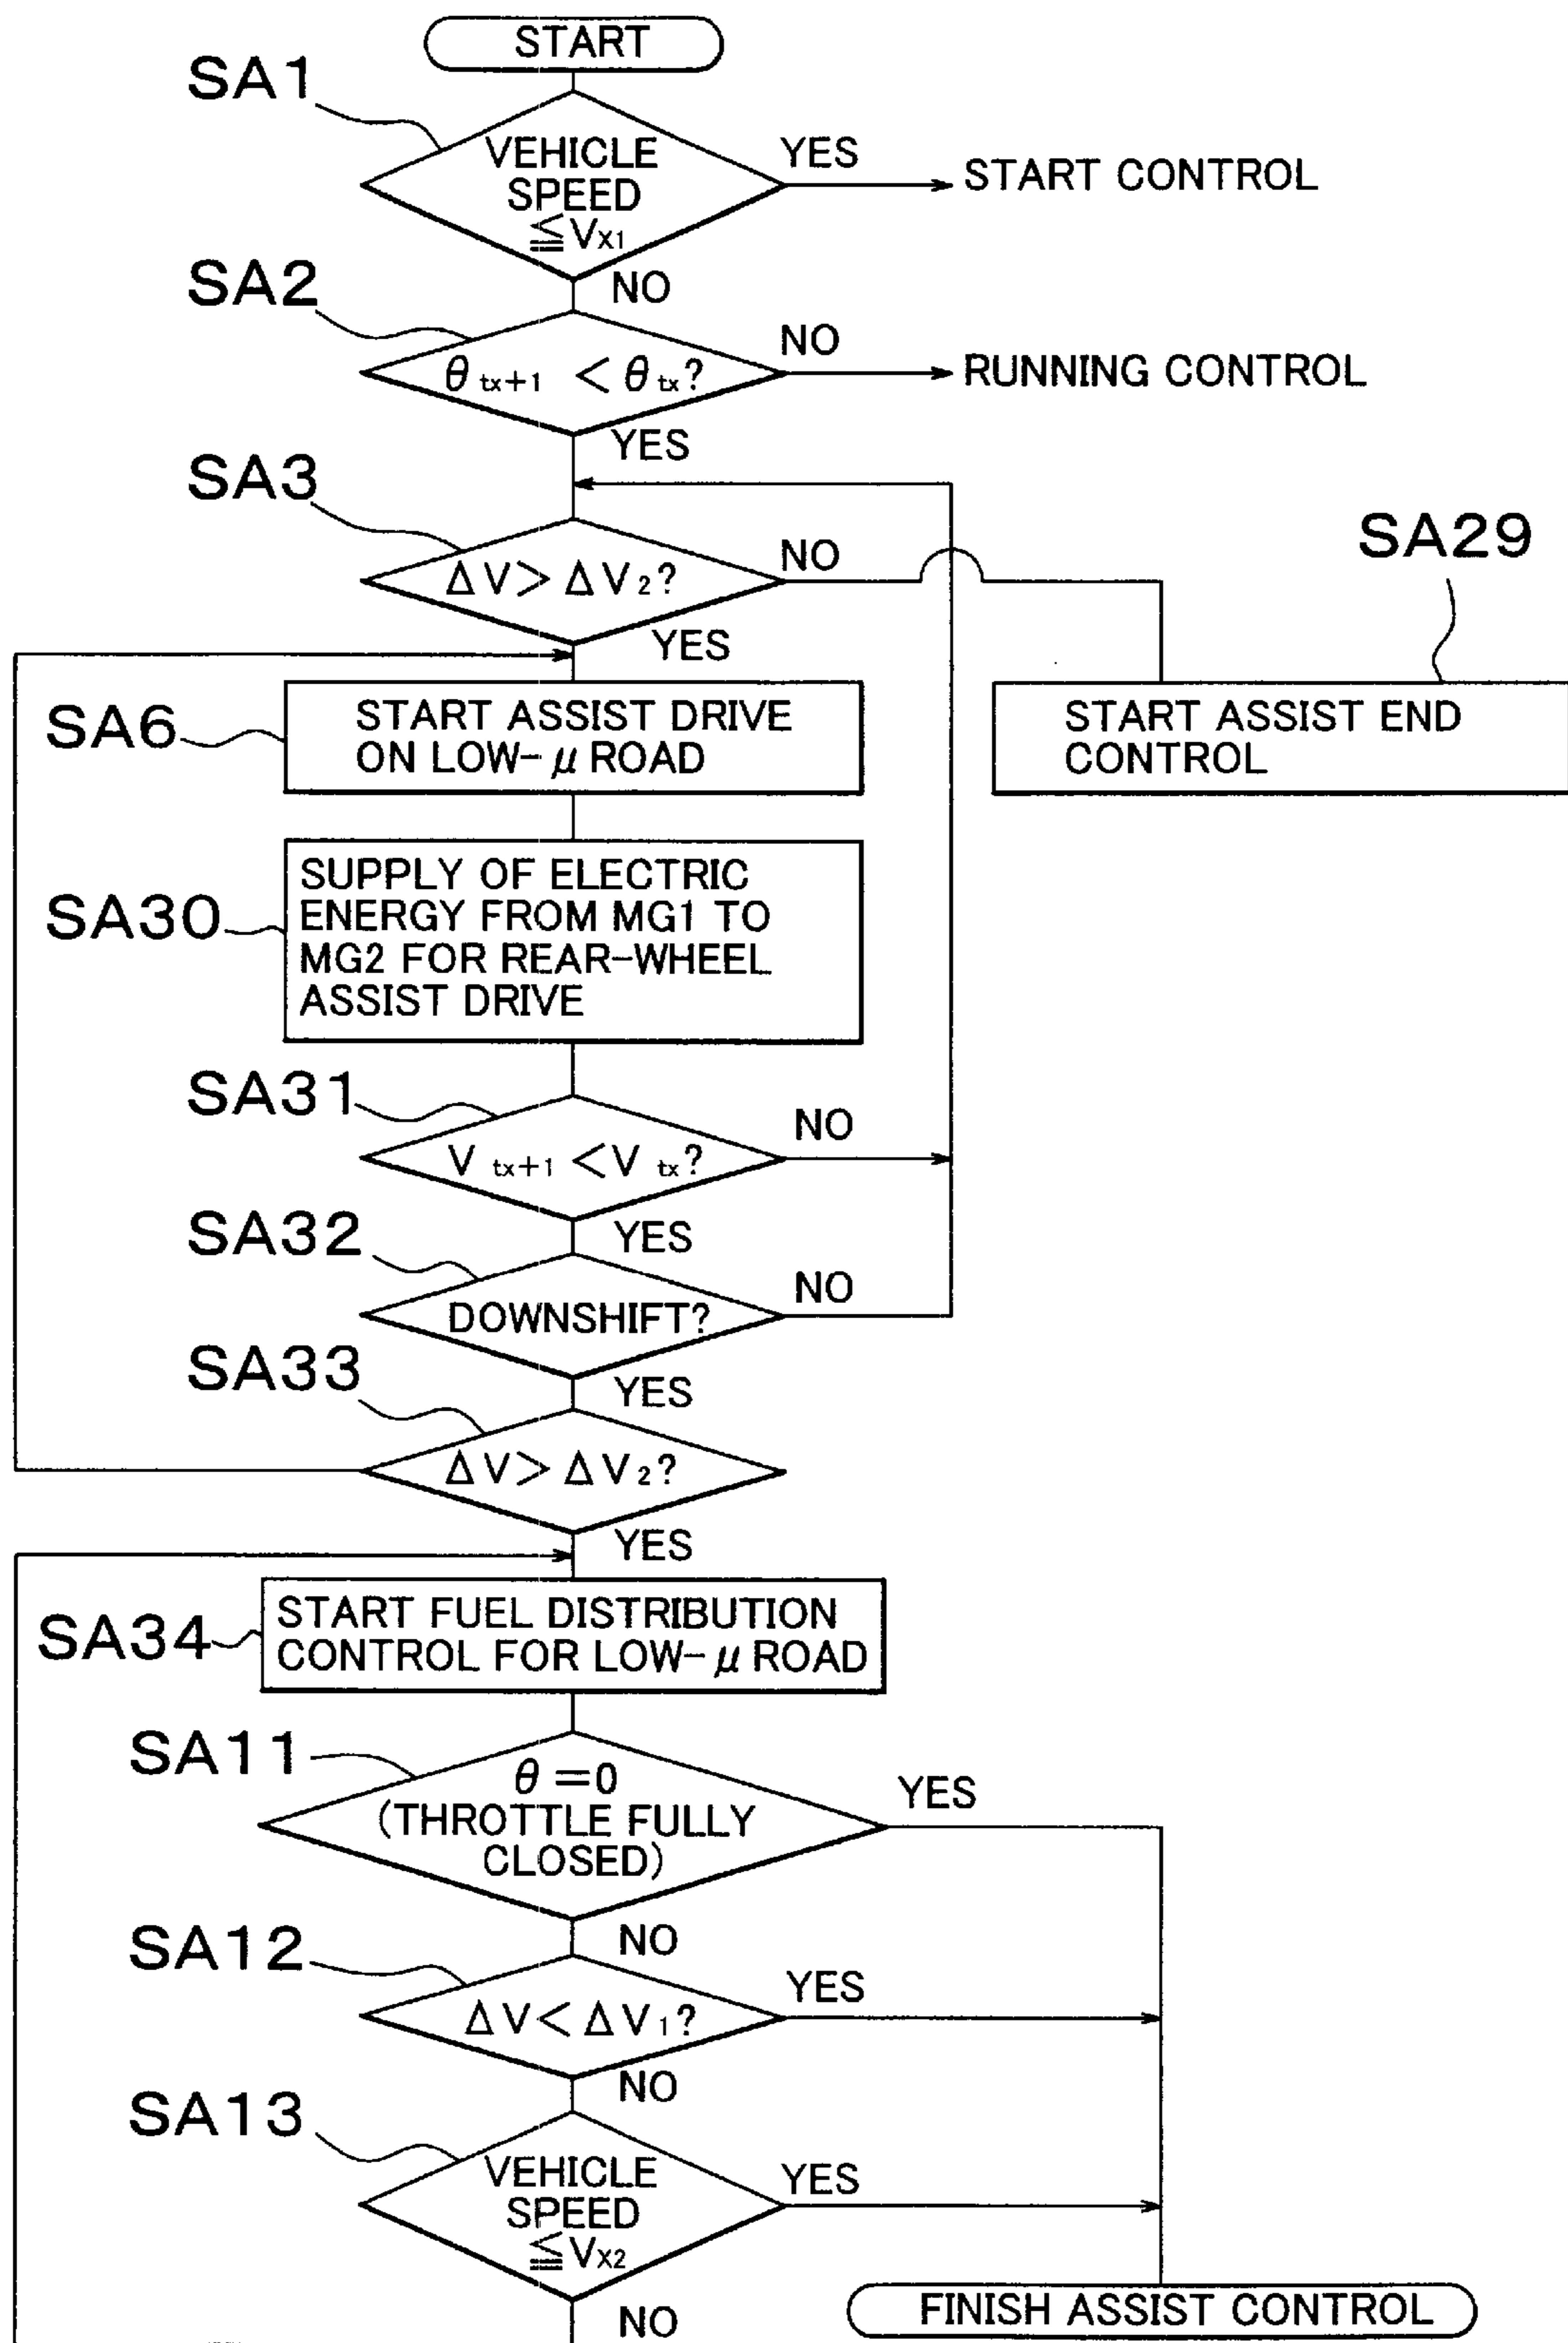 START
SA1
VEHICLE
SPEED
≦VX1
YES
START CONTROL
NO
SA2
θtx+1 <θtx?
NO
RUNNING CONTROL
YES
SA3
ΔV>ΔV2?
NO
SA29
YES
SA6
START ASSIST DRIVE
ON LOW-μ ROAD
START ASSIST END
CONTROL
SA30
SUPPLY OF ELECTRIC
ENERGY FROM MG1 TO
MG2 FOR REAR-WHEEL
ASSIST DRIVE
SA31
Vtx+1 <Vtx?
NO
YES
SA32
DOWNSHIFT?
NO
YES
SA33
ΔV>ΔV2?
YES
SA34
START FUEL DISTRIBUTION
CONTROL FOR LOW-μ ROAD
SA11
θ=0
(THROTTLE FULLY
CLOSED)
YES
NO
SA12
ΔV<ΔV1?
YES
NO
SA13
VEHICLE
SPEED
≦VX2
YES
NO
FINISH ASSIST CONTROL